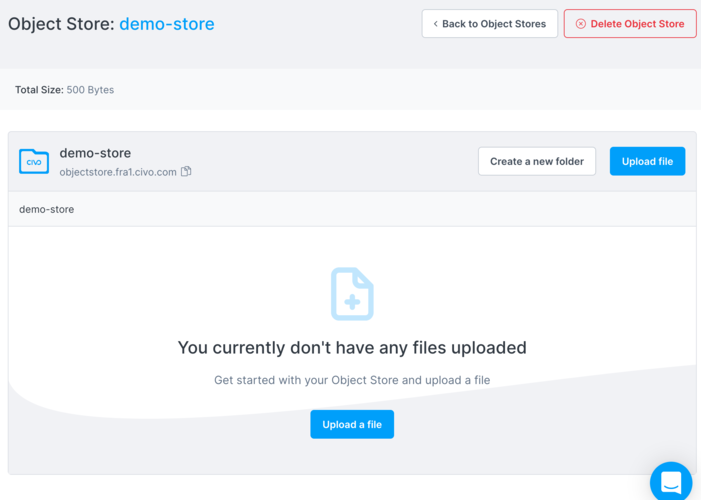 Object Store: demo-store
Back to Object Stores
Delete Object Store
Total Size: 500 Bytes
CIVO
demo-store
objectstore.fra1.civo.com
Create a new folder
Upload file
demo-store
You currently don't have any files uploaded
Get started with your Object Store and upload a file
Upload a file